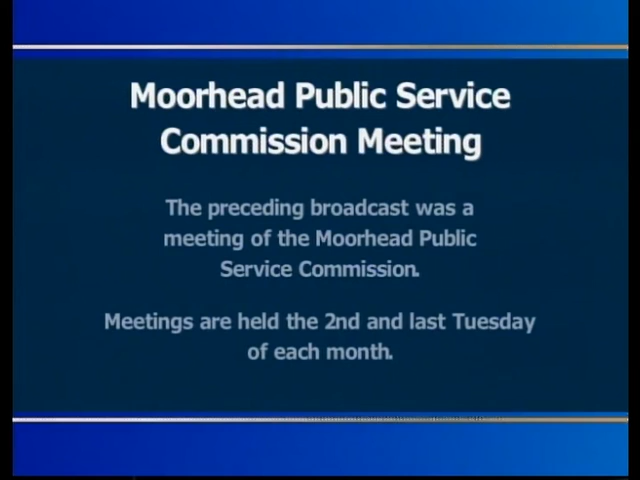 Moorhead Public Service
Commission Meeting
The preceding broadcast was a
meeting of the Moorhead Public
Service Commission.
Meetings are held the 2nd and last Tuesday
of each month.